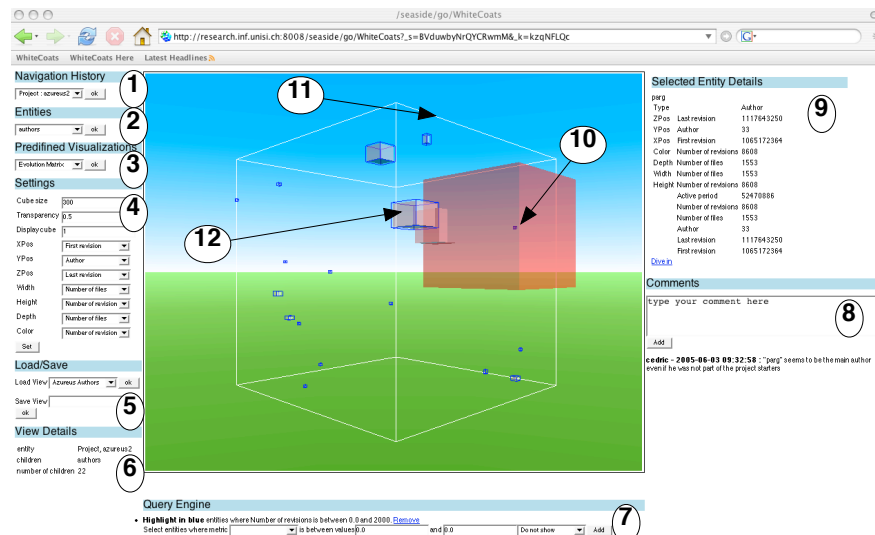 /seaside/go/WhiteCoats
http://research.inf.unisi.ch:8008/seaside/go/WhiteCoats?_s=BVduwbyNrQYCRwmM&_k=kzqNFLQc
G
WhiteCoats WhiteCoats Here Latest Headlines
Navigation History
Project : azureus2 ok
1
Entities
authors ok
2
Predifined Visualizations
Evolution Matrix ok
3
Settings
4
Cube size 300
Transparency 0.5
Display cube 1
XPos First revision
YPos Author
ZPos Last revision
Width Number of files
Height Number of revision
Depth Number of files
Color Number of revision
Set
Load/Save
Load View Azureus Authors ok
Save View
ok
5
View Details
entity Project, azureus2
children authors
number of children 22
6
11
10
12
Selected Entity Details
9
parg
Type Author
ZPos Last revision 1117643250
YPos Author 33
XPos First revision 1065172364
Color Number of revisions 8608
Depth Number of files 1553
Width Number of files 1553
Height Number of revisions 8608
Active period 52470886
Number of revisions 8608
Number of files 1553
Author 33
Last revision 1117643250
First revision 1065172364
Dive in
Comments
type your comment here
8
Add
cedric - 2005-06-03 09:32:58 : "parg" seems to be the main author
even if he was not part of the project starters
Query Engine
7
• Highlight in blue entities where Number of revisions is between 0.0 and 2000. Remove
Select entities where metric is between values 0.0 and 0.0 Do not show Add